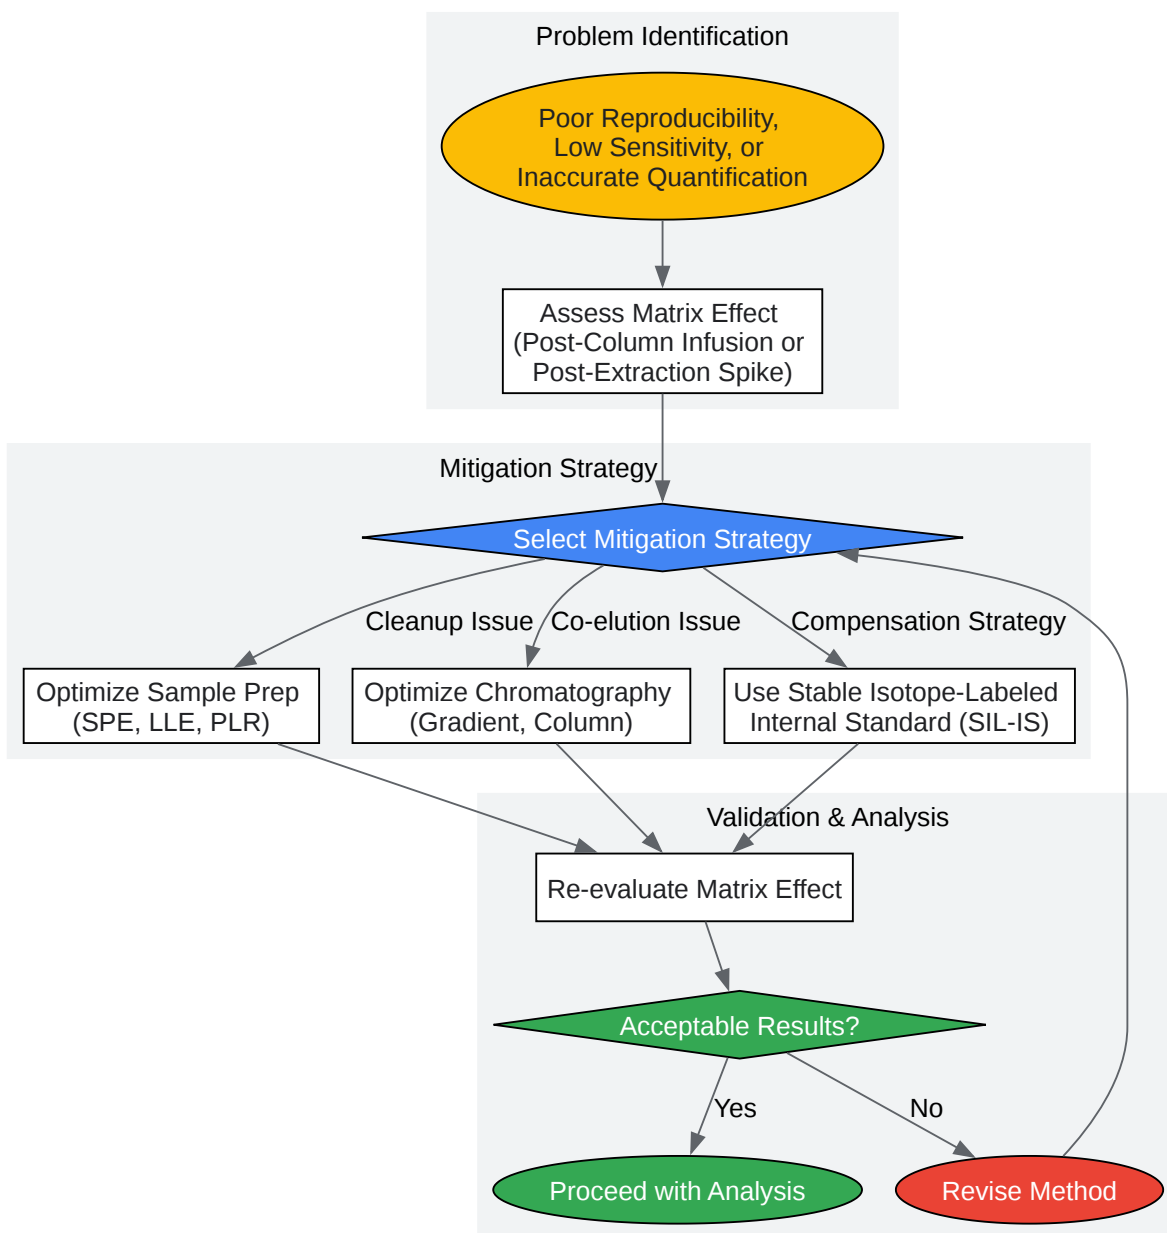 Problem Identification
Poor Reproducibility,
Low Sensitivity, or
Inaccurate Quantification
Assess Matrix Effect
(Post-Column Infusion or
Post-Extraction Spike)
Mitigation Strategy
Select Mitigation Strategy
Cleanup Issue
Co-elution Issue
Compensation Strategy
Optimize Sample Prep
(SPE, LLE, PLR)
Optimize Chromatography
(Gradient, Column)
Use Stable Isotope-Labeled
Internal Standard (SIL-IS)
Validation & Analysis
Re-evaluate Matrix Effect
Acceptable Results?
Yes
No
Proceed with Analysis
Revise Method